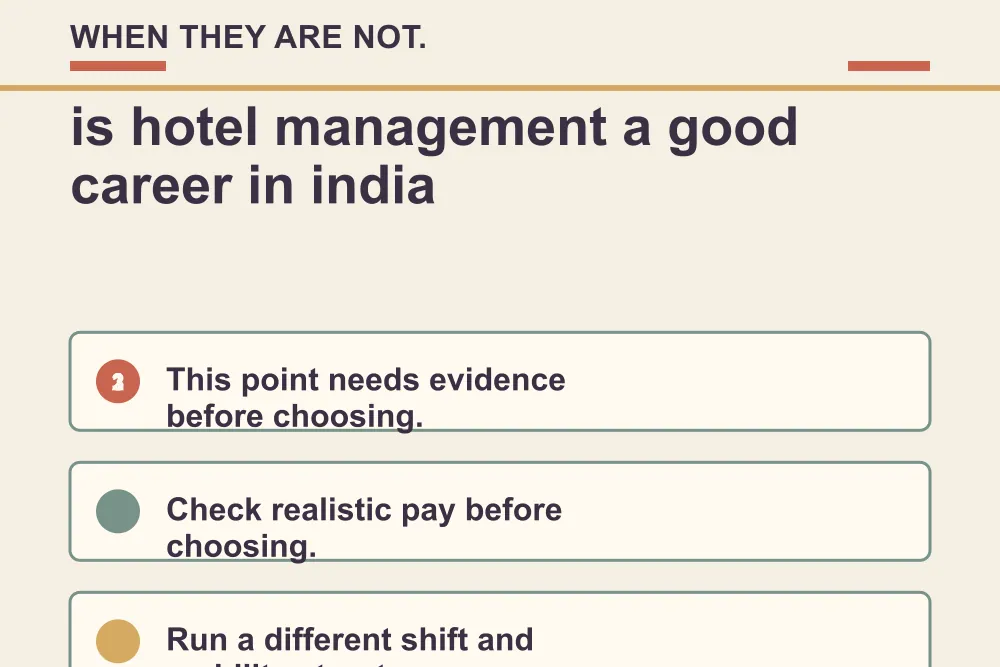 WHEN THEY ARE NOT.
is hotel management a good
career in india
This point needs evidence
before choosing.
Check realistic pay before
choosing.
Run a different shift and